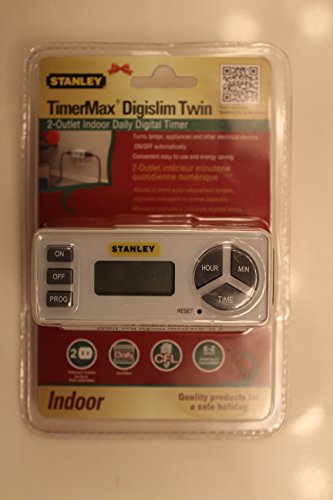 STANLEY
TimerMax® Digislim Twin
2-Outlet Indoor Daily Digital Timer
Turns lamps, appliances and other electrical devices
ON/OFF automatically
Convenient easy to use and energy saving
2-Outlet intérieur minuterie
quotidienne numérique
STANLEY
ON
OFF
PROG
HOUR
MIN
TIME
RESET
2
Daily
CFL
Indoor
Quality products for
a safe holiday.